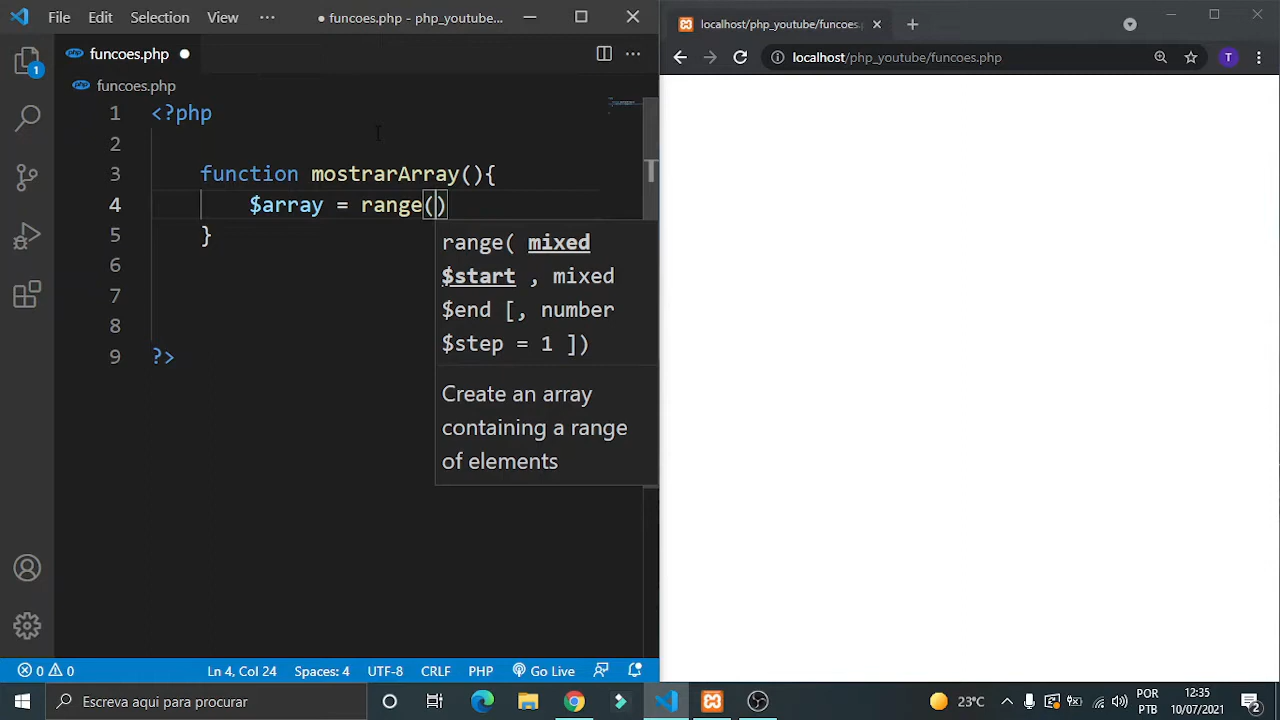 File Edit Selection View ··· ● funcoes.php - php_youtube...
funcoes.php ●
funcoes.php
1 <?php
2
3 function mostrarArray(){
4 $array = range()
5 }
6
7
8
9 ?>
range( mixed
$start , mixed
$end [, number
$step = 1 ])
Create an array
containing a range
of elements
1
0 0 Ln 4, Col 24 Spaces: 4 UTF-8 CRLF PHP Go Live
localhost/php_youtube/funcoes.
localhost/php_youtube/funcoes.php
T
T
Escreve aqui para procurar
23°C
POR
PTB
12:35
10/07/2021
2